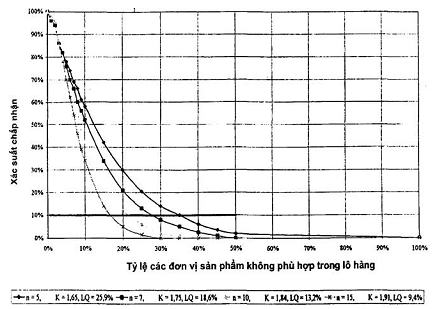 100%
90%
80%
70%
60%
50%
40%
30%
20%
10%
0%
Xác suất chấp nhận
0% 10% 20% 30% 40% 50% 60% 70% 80% 90% 100%
Tỷ lệ các đơn vị sản phẩm không phù hợp trong lô hàng
n = 5, K = 1,65, LQ = 25,9% n = 7, K = 1,75, LQ = 18,6% n = 10, K = 1,84, LQ = 13,2% n = 15, K = 1,91, LQ = 9,4%